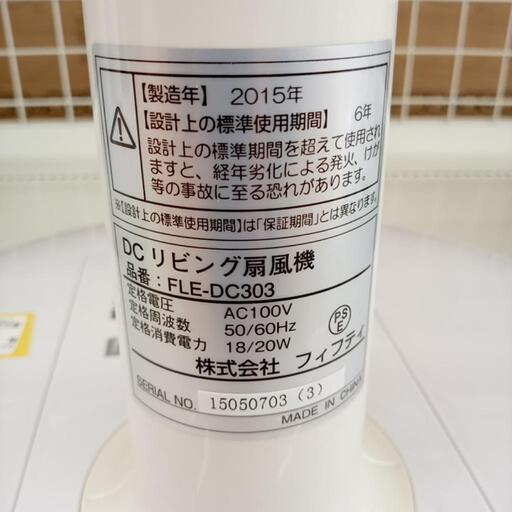 【製造年】 2015年
【設計上の標準使用期間】 6年
設計上の標準期間を超えて使用され
ますと、経年劣化による発火、けが
等の事故に至る恐れがあります。
※【設計上の標準使用期間】は「保証期間」とは異なります。
DCリビング扇風機
品番：FLE-DC303
定格電圧 AC100V
定格周波数 50/60Hz
定格消費電力 18/20W
PSE
株式会社 フィフティ
SERIAL NO. 15050703 (3)
MADE IN CHINA